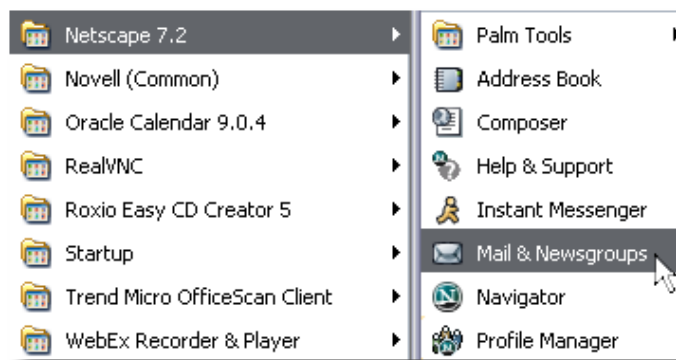 Netscape 7.2
Novell (Common)
Oracle Calendar 9.0.4
RealVNC
Roxio Easy CD Creator 5
Startup
Trend Micro OfficeScan Client
WebEx Recorder & Player
Palm Tools
Address Book
Composer
Help & Support
Instant Messenger
Mail & Newsgroups
Navigator
Profile Manager